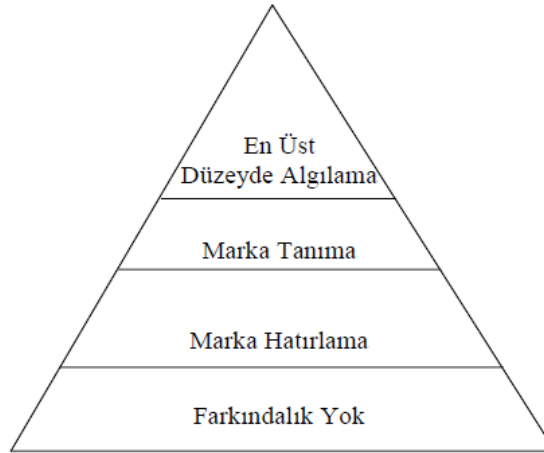 En Üst
Düzeyde Algılama
Marka Tanıma
Marka Hatırlama
Farkındalık Yok